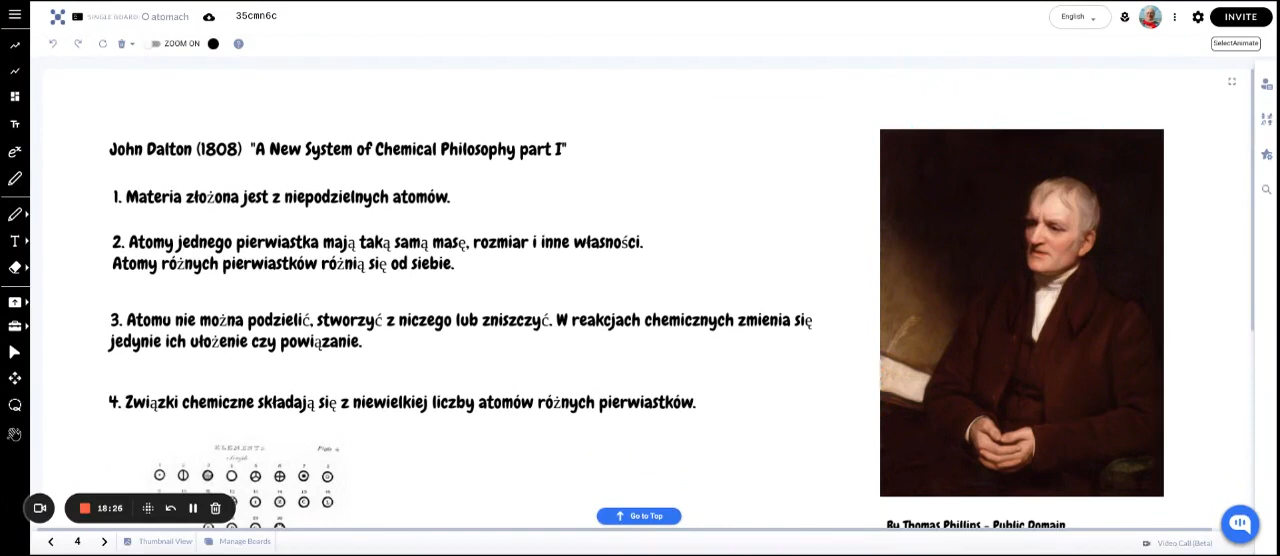 SINGLE BOARD: O atomach 35cmn6c English INVITE
ZOOM ON SelectAnimate
John Dalton (1808) "A New System of Chemical Philosophy part I"
1. Materia złożona jest z niepodzielnych atomów.
2. Atomy jednego pierwiastka mają taką samą masę, rozmiar i inne własności.
Atomy różnych pierwiastków różnią się od siebie.
3. Atomu nie można podzielić, stworzyć z niczego lub zniszczyć. W reakcjach chemicznych zmienia się
jedynie ich ułożenie czy powiązanie.
4. Związki chemiczne składają się z niewielkiej liczby atomów różnych pierwiastków.
ELEMENTS
18:26
Go to Top
By Thomas Phillips - Public Domain
4 Thumbnail View Manage Boards Video Call (Beta)